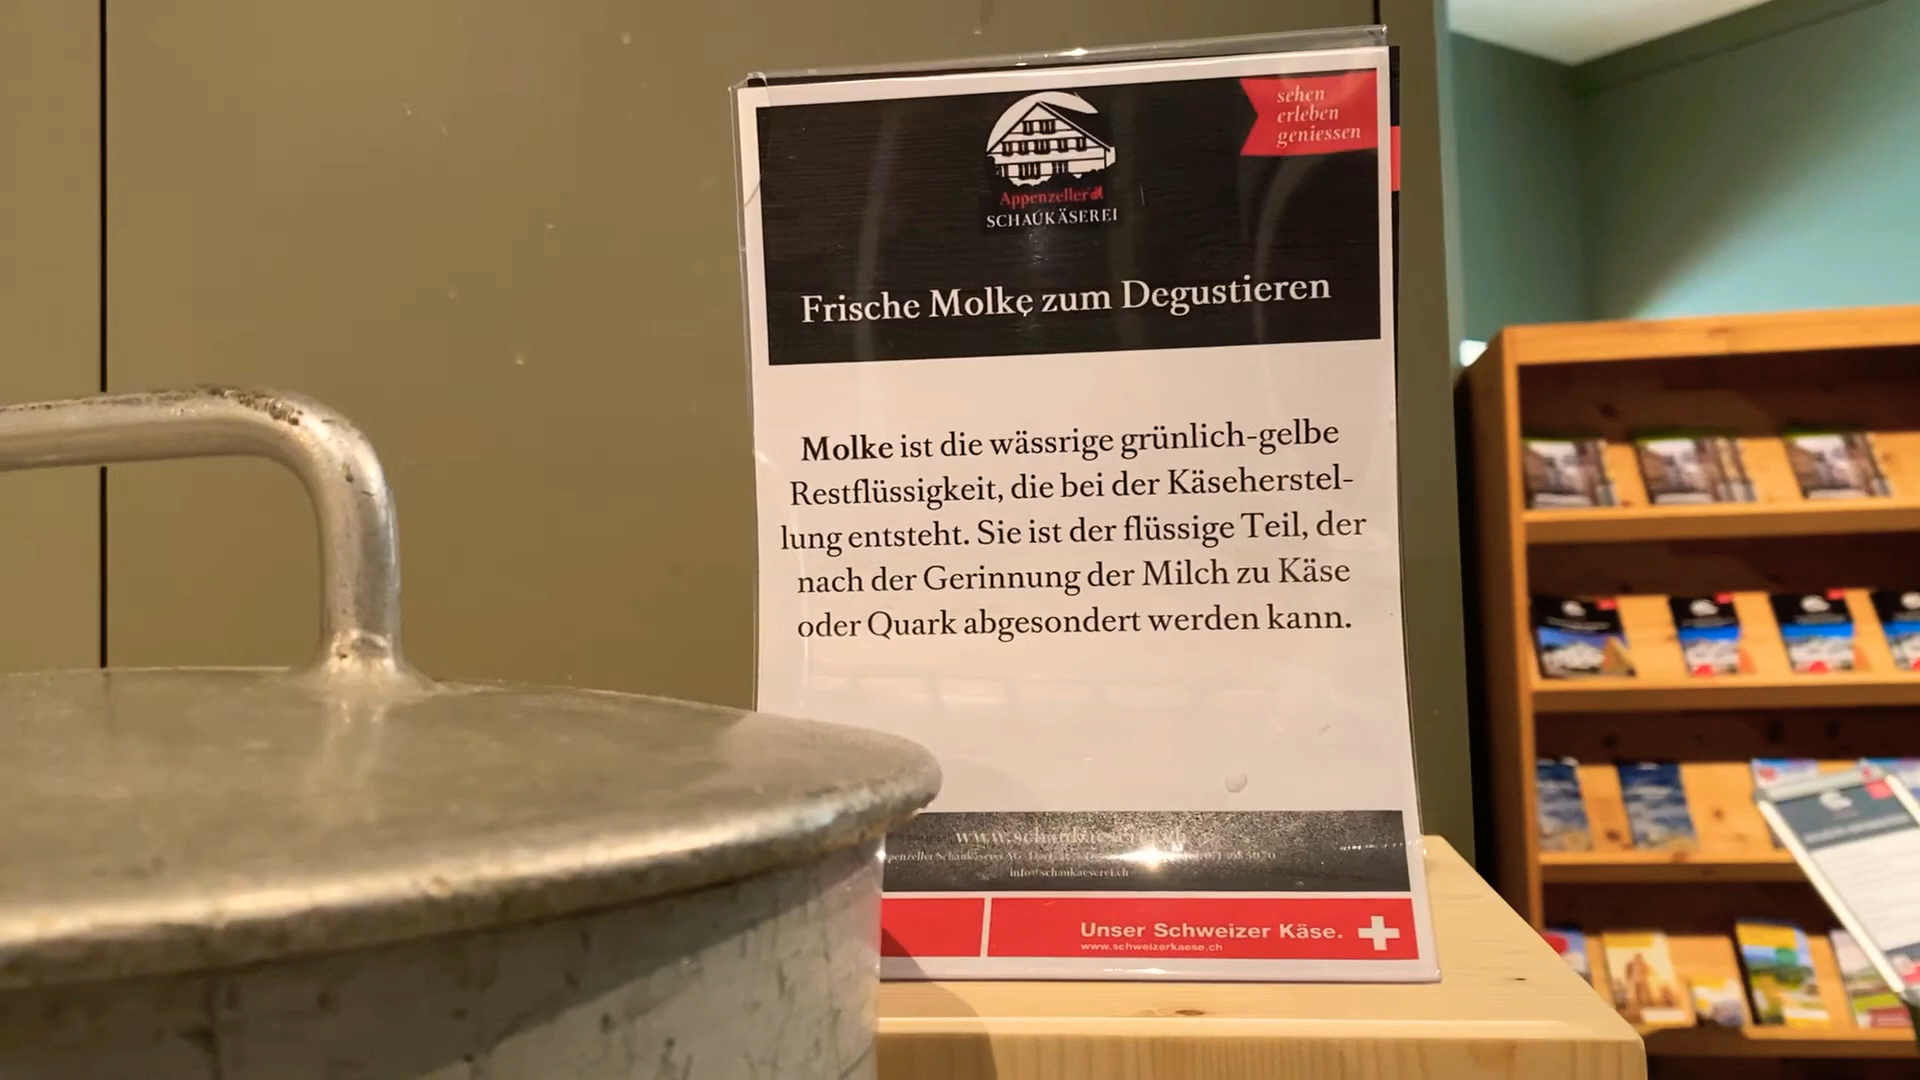 sehen
erleben
geniessen
Appenzeller
SCHAUKÄSEREI
Frische Molke zum Degustieren
Molke ist die wässrige grünlich-gelbe
Restflüssigkeit, die bei der Käseherstel-
lung entsteht. Sie ist der flüssige Teil, der
nach der Gerinnung der Milch zu Käse
oder Quark abgesondert werden kann.
info@schaukaeserei.ch
Unser Schweizer Käse.
www.schweizerkaese.ch